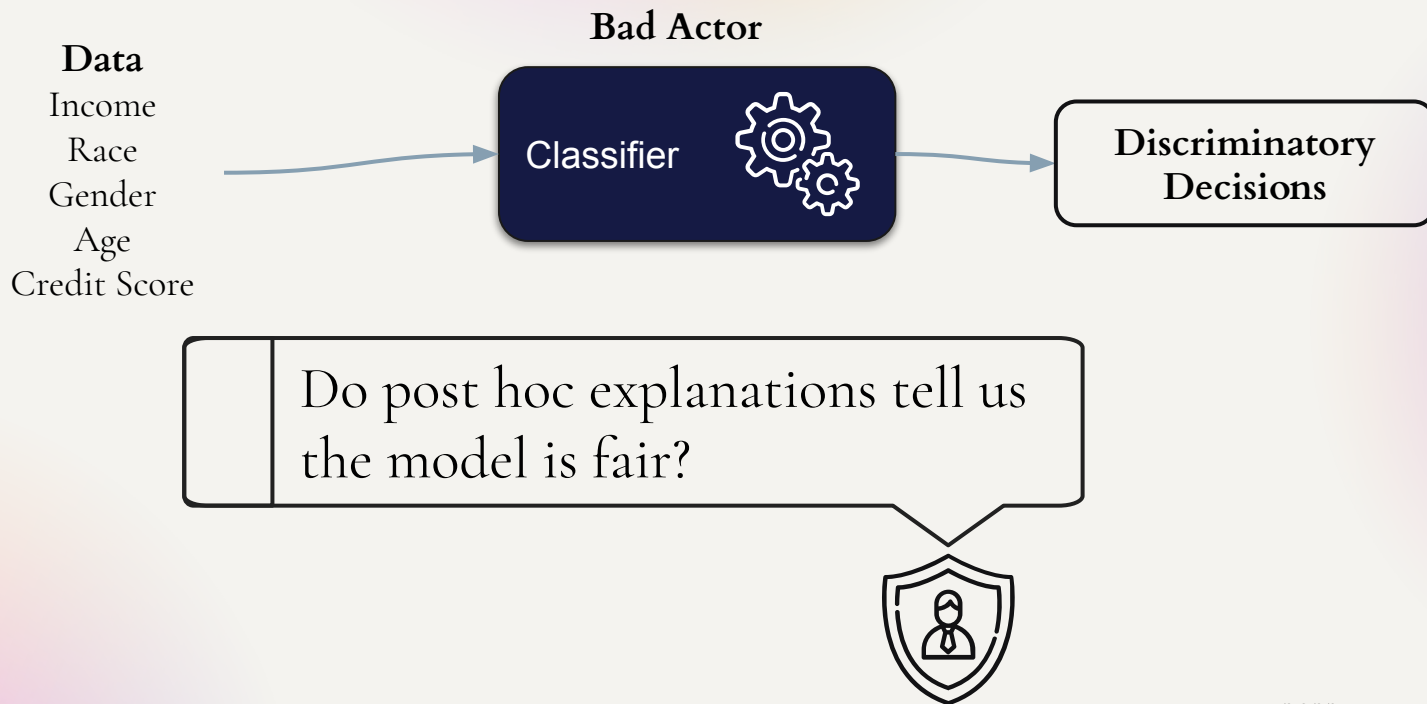 Bad Actor
Data
Income
Race
Gender
Age
Credit Score
Classifier
Discriminatory
Decisions
Do post hoc explanations tell us
the model is fair?